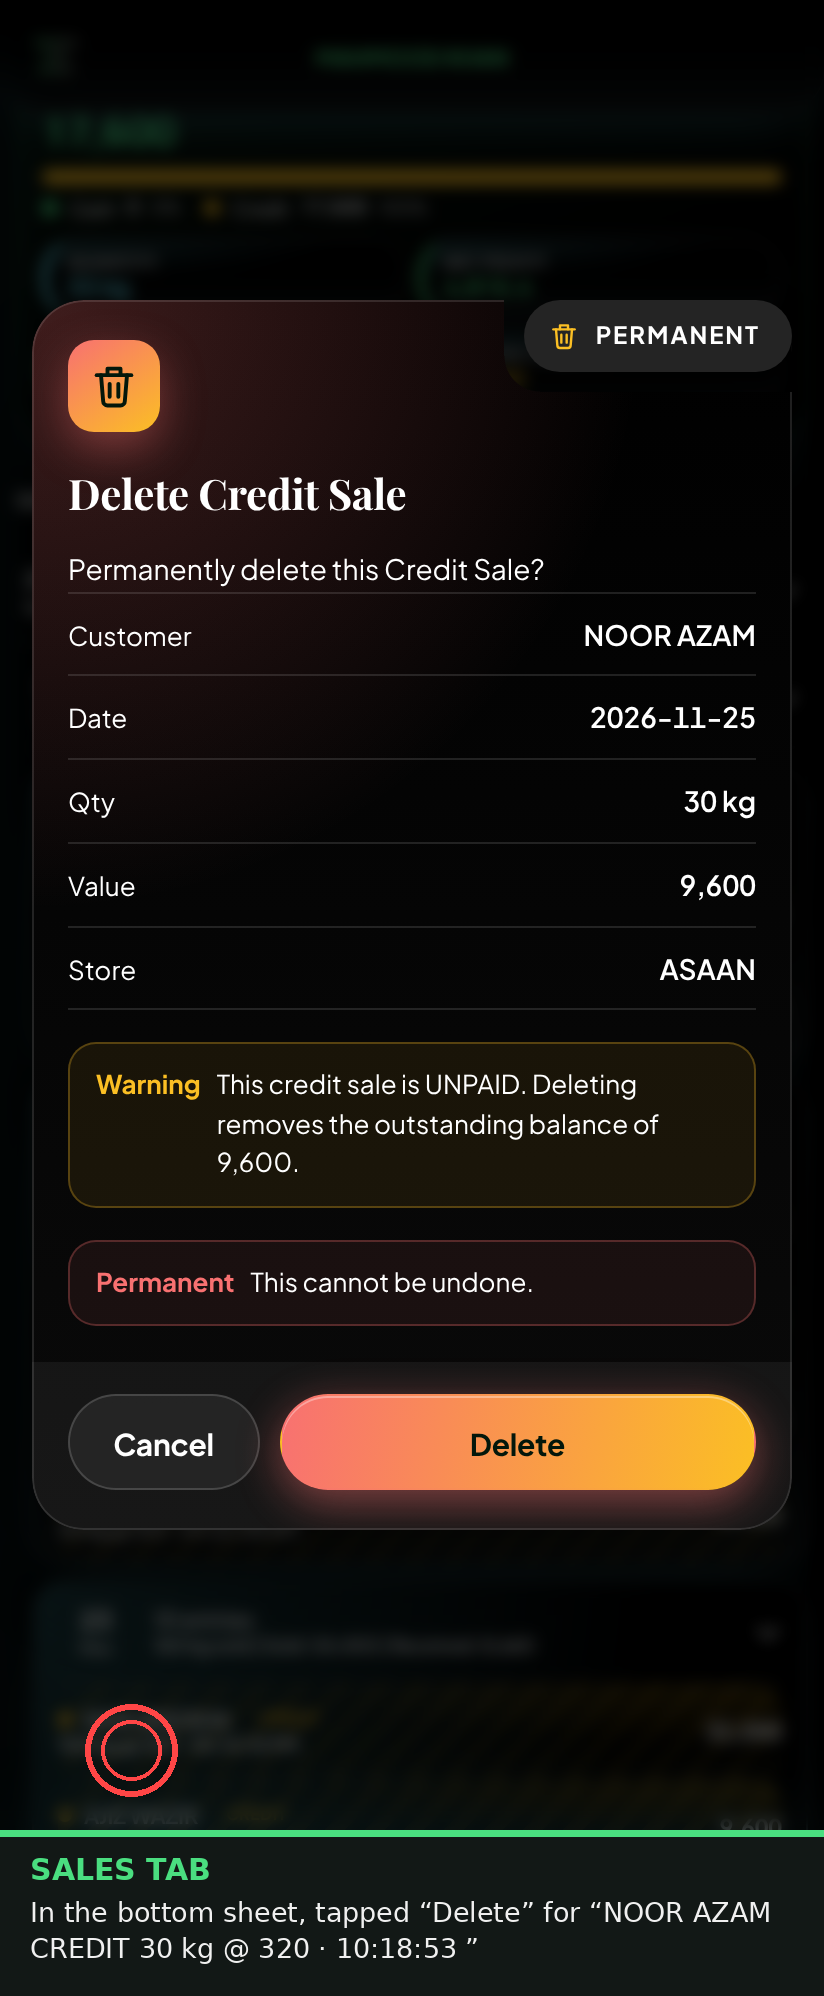 PERMANENT
Delete Credit Sale
Permanently delete this Credit Sale?
Customer NOOR AZAM
Date 2026-11-25
Qty 30 kg
Value 9,600
Store ASAAN
Warning This credit sale is UNPAID. Deleting
removes the outstanding balance of
9,600.
Permanent This cannot be undone.
Cancel Delete
9,600
SALES TAB
In the bottom sheet, tapped “Delete” for “NOOR AZAM
CREDIT 30 kg @ 320 · 10:18:53 ”